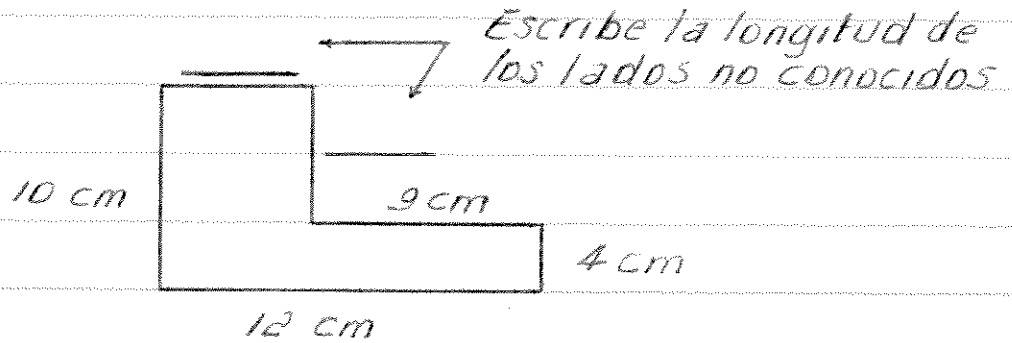 Escribe la longitud de
los lados no conocidos
10 cm
9 cm
4 cm
12 cm